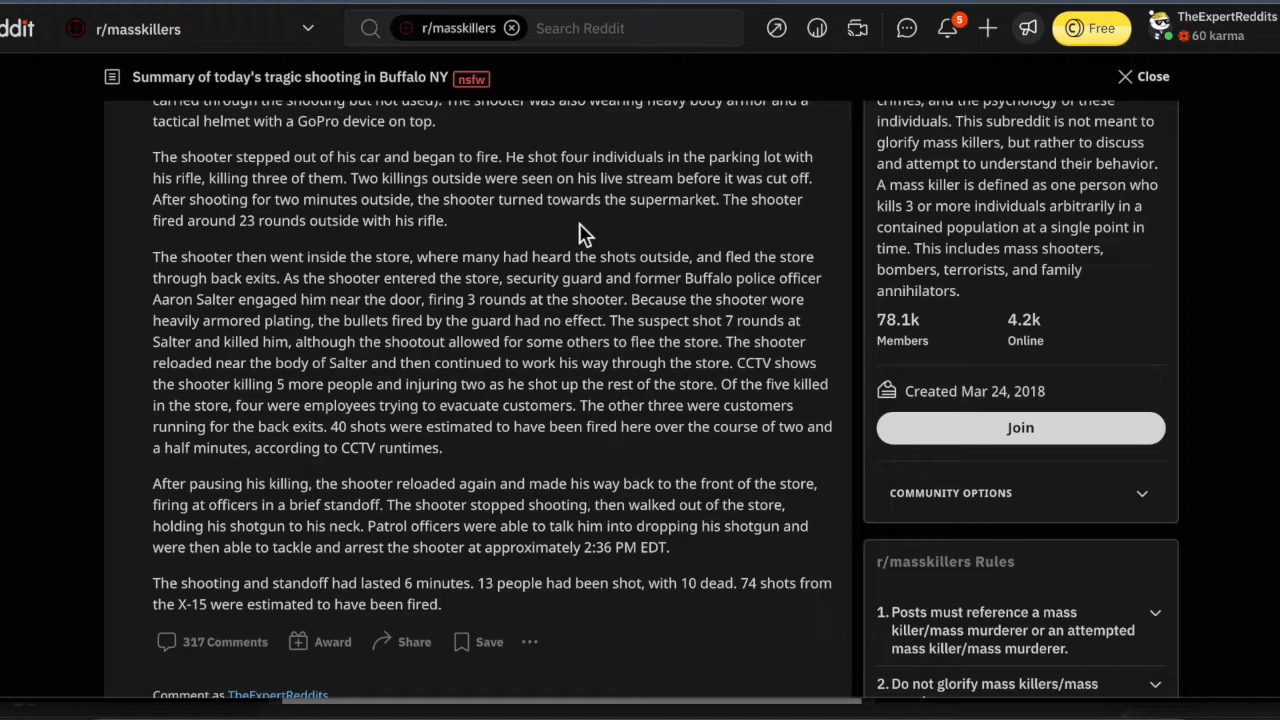 ddit
r/masskillers
r/masskillers
Search Reddit
5
Free
TheExpertReddits
60 karma
Summary of today's tragic shooting in Buffalo NY nsfw
Close
carried through the shooting but not used). The shooter was also wearing heavy body armor and a
tactical helmet with a GoPro device on top.
The shooter stepped out of his car and began to fire. He shot four individuals in the parking lot with
his rifle, killing three of them. Two killings outside were seen on his live stream before it was cut off.
After shooting for two minutes outside, the shooter turned towards the supermarket. The shooter
fired around 23 rounds outside with his rifle.
The shooter then went inside the store, where many had heard the shots outside, and fled the store
through back exits. As the shooter entered the store, security guard and former Buffalo police officer
Aaron Salter engaged him near the door, firing 3 rounds at the shooter. Because the shooter wore
heavily armored plating, the bullets fired by the guard had no effect. The suspect shot 7 rounds at
Salter and killed him, although the shootout allowed for some others to flee the store. The shooter
reloaded near the body of Salter and then continued to work his way through the store. CCTV shows
the shooter killing 5 more people and injuring two as he shot up the rest of the store. Of the five killed
in the store, four were employees trying to evacuate customers. The other three were customers
running for the back exits. 40 shots were estimated to have been fired here over the course of two and
a half minutes, according to CCTV runtimes.
After pausing his killing, the shooter reloaded again and made his way back to the front of the store,
firing at officers in a brief standoff. The shooter stopped shooting, then walked out of the store,
holding his shotgun to his neck. Patrol officers were able to talk him into dropping his shotgun and
were then able to tackle and arrest the shooter at approximately 2:36 PM EDT.
The shooting and standoff had lasted 6 minutes. 13 people had been shot, with 10 dead. 74 shots from
the X-15 were estimated to have been fired.
317 Comments
Award
Share
Save
Comment as TheExpertReddits
crimes, and the psychology of these
individuals. This subreddit is not meant to
glorify mass killers, but rather to discuss
and attempt to understand their behavior.
A mass killer is defined as one person who
kills 3 or more individuals arbitrarily in a
contained population at a single point in
time. This includes mass shooters,
bombers, terrorists, and family
annihilators.
78.1k
4.2k
Members
Online
Created Mar 24, 2018
Join
COMMUNITY OPTIONS
r/masskillers Rules
1. Posts must reference a mass
killer/mass murderer or an attempted
mass killer/mass murderer.
2. Do not glorify mass killers/mass